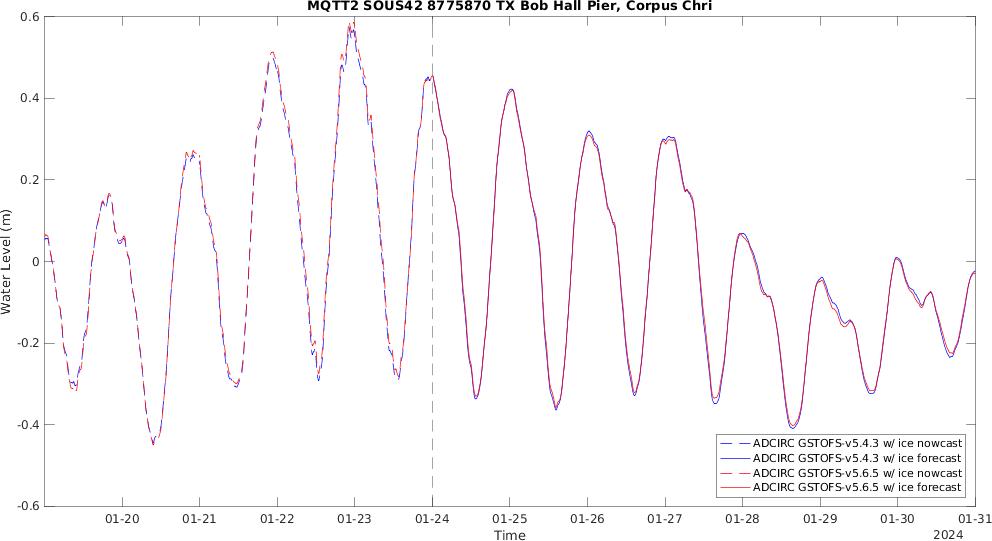 MQTT2 SOUS42 8775870 TX Bob Hall Pier, Corpus Chri
0.6
0.4
0.2
0
-0.2
-0.4
-0.6
Water Level (m)
ADCIRC GSTOFS-v5.4.3 w/ ice nowcast
ADCIRC GSTOFS-v5.4.3 w/ ice forecast
ADCIRC GSTOFS-v5.6.5 w/ ice nowcast
ADCIRC GSTOFS-v5.6.5 w/ ice forecast
01-20 01-21 01-22 01-23 01-24 01-25 01-26 01-27 01-28 01-29 01-30 01-31
Time
2024